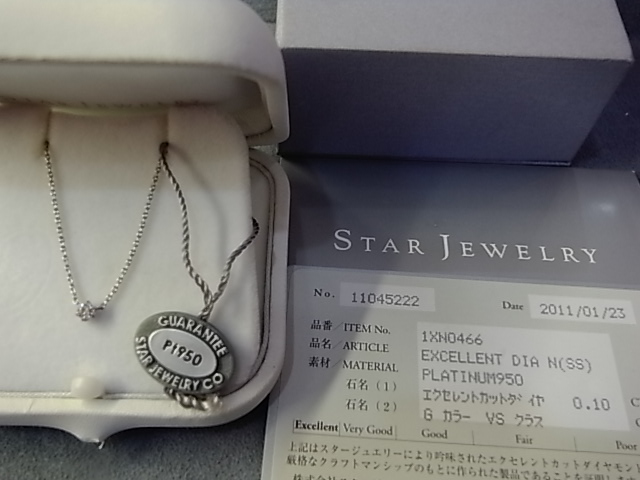 GUARANTEE
Pt950
STAR JEWELRY CO
STAR JEWELRY
No. 11045222 Date 2011/01/23
品番/ITEM No. 1XN0466
品名/ARTICLE EXCELLENT DIA N(SS)
素材/MATERIAL PLATINUM950
石名(1) エクセレントカットダイヤ 0.10
石名(2) G カラー VS クラス
Excellent Very Good Good Fair Poor
上記はスタージュエリーにより吟味されたエクセレントカットダイヤモン
厳格なクラフトマンシップのもとに作られた製品であることを証明し